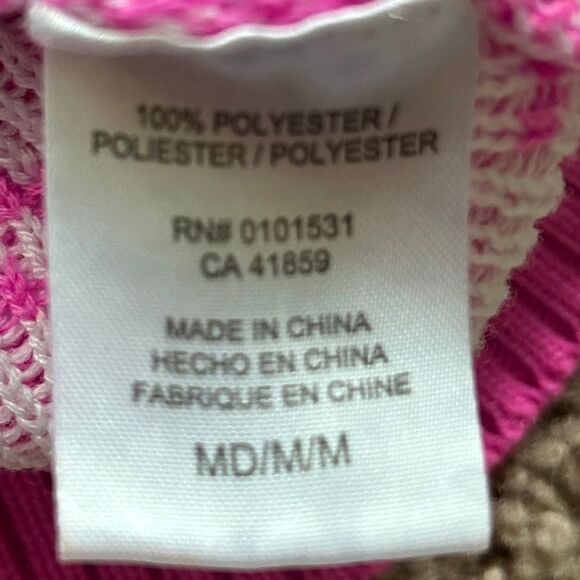 100% POLYESTER /
POLIESTER / POLYESTER
RN# 0101531
CA 41859
MADE IN CHINA
HECHO EN CHINA
FABRIQUE EN CHINE
MD/M/M